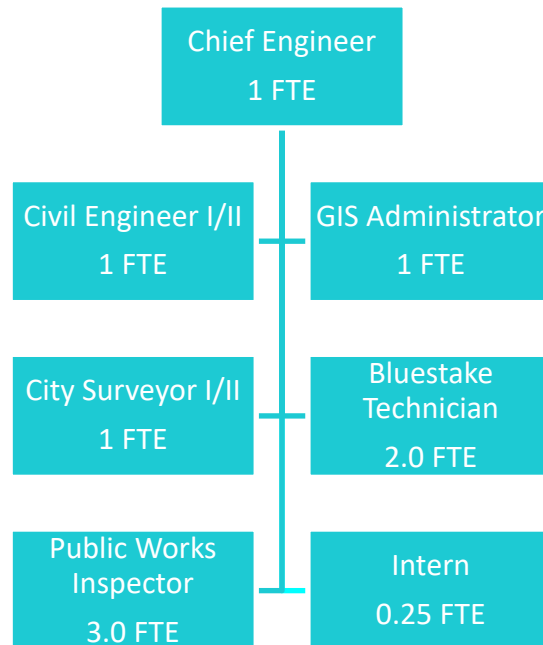 Chief Engineer
1 FTE
Civil Engineer I/II
1 FTE
GIS Administrator
1 FTE
City Surveyor I/II
1 FTE
Bluestake
Technician
2.0 FTE
Public Works
Inspector
3.0 FTE
Intern
0.25 FTE